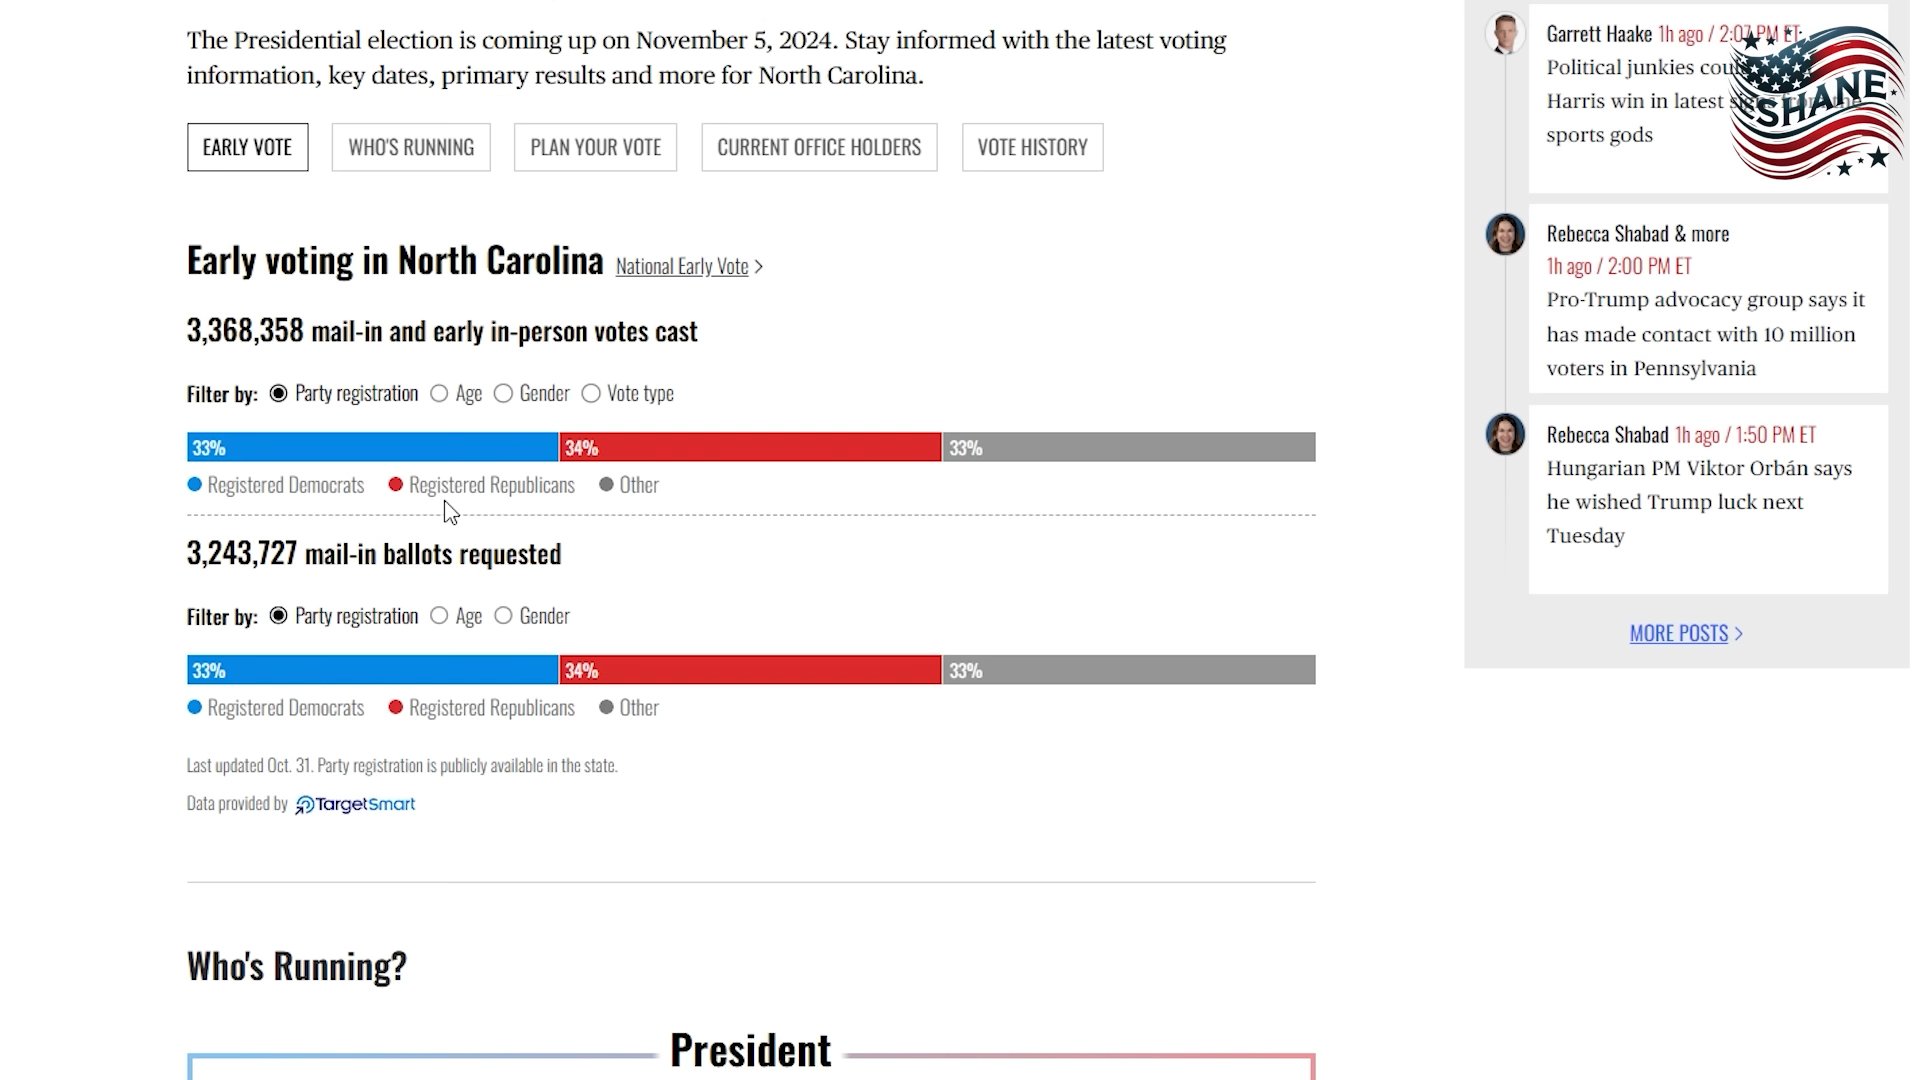 The Presidential election is coming up on November 5, 2024. Stay informed with the latest voting
information, key dates, primary results and more for North Carolina.
EARLY VOTE
WHO'S RUNNING
PLAN YOUR VOTE
CURRENT OFFICE HOLDERS
VOTE HISTORY
Early voting in North Carolina
National Early Vote >
3,368,358 mail-in and early in-person votes cast
Filter by: Party registration Age Gender Vote type
33% 34% 33%
Registered Democrats Registered Republicans Other
3,243,727 mail-in ballots requested
Filter by: Party registration Age Gender
33% 34% 33%
Registered Democrats Registered Republicans Other
Last updated Oct. 31. Party registration is publicly available in the state.
Data provided by TargetSmart
Who's Running?
President
Garrett Haake 1h ago / 2:07 PM ET
Political junkies
Harris win in latest signs from the
sports gods
SHANE
Rebecca Shabad & more
1h ago / 2:00 PM ET
Pro-Trump advocacy group says it
has made contact with 10 million
voters in Pennsylvania
Rebecca Shabad 1h ago / 1:50 PM ET
Hungarian PM Viktor Orbán says
he wished Trump luck next
Tuesday
MORE POSTS >